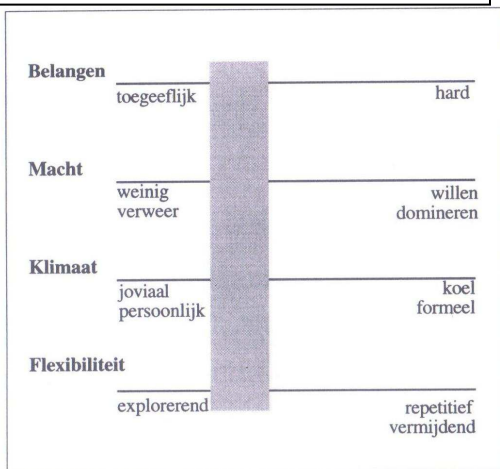 Belangen
toegeeflijk hard
Macht
weinig willen
verweer domineren
Klimaat
joviaal koel
persoonlijk formeel
Flexibiliteit
explorerend repetitief
vermijdend